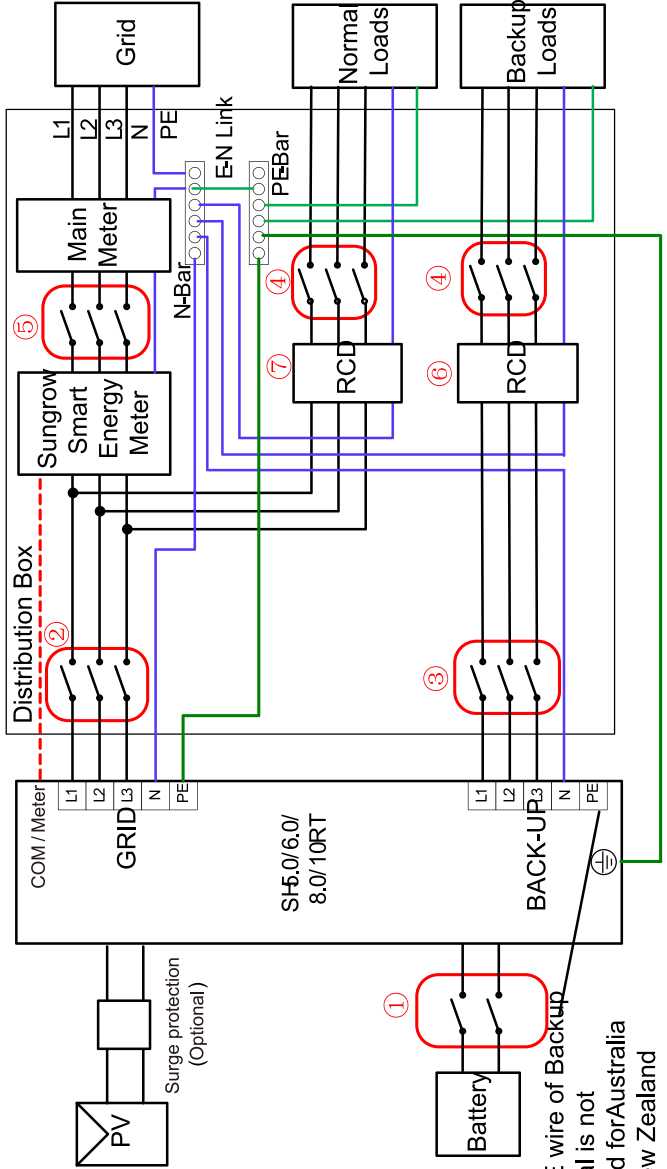 Grid
Normal
Loads
Backup
Loads
L1
L2
L3
N
PE
E-N Link
PE-Bar
N-Bar
Main
Meter
⑤
④
④
Sungrow
Smart
Energy
Meter
⑦
RCD
⑥
RCD
Distribution Box
②
③
COM / Meter
L1
L2
L3
N
PE
GRID
SH5.0/6.0/
8.0/10RT
BACK-UP
L1
L2
L3
N
PE
Surge protection
(Optional)
PV
①
Battery
wire of Backup
is not
for Australia
Zealand